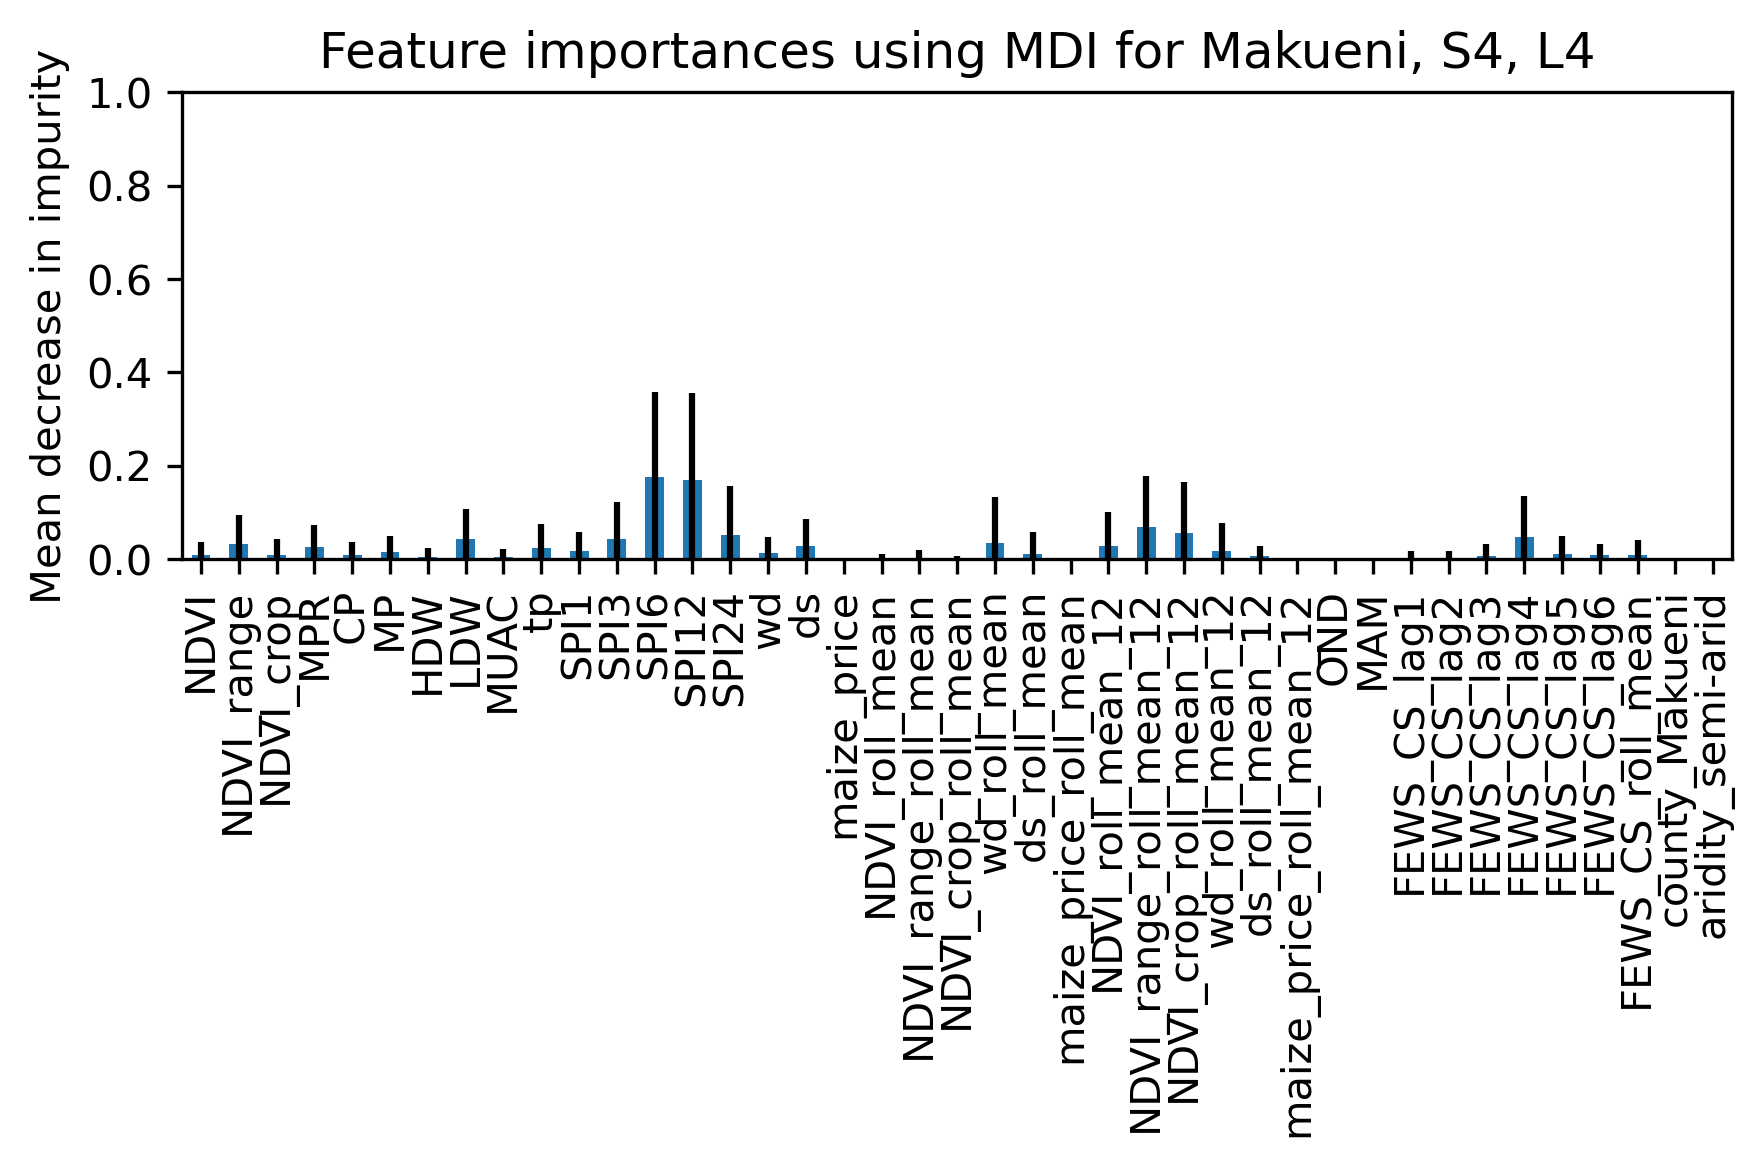 Feature importances using MDI for Makueni, S4, L4
Mean decrease in impurity
1.0
0.8
0.6
0.4
0.2
0.0
NDVI
NDVI_range
NDVI_crop
MPR
CP
MP
HDW
LDW
MUAC
tp
SPI1
SPI3
SPI6
SPI12
SPI24
wd
ds
maize_price
NDVI_roll_mean
NDVI_range_roll_mean
NDVI_crop_roll_mean
wd_roll_mean
ds_roll_mean
maize_price_roll_mean
NDVI_roll_mean_12
NDVI_range_roll_mean_12
NDVI_crop_roll_mean_12
wd_roll_mean_12
ds_roll_mean_12
maize_price_roll_mean_12
OND
MAM
FEWS_CS_lag1
FEWS_CS_lag2
FEWS_CS_lag3
FEWS_CS_lag4
FEWS_CS_lag5
FEWS_CS_lag6
FEWS_CS_roll_mean
county_Makueni
aridity_semi-arid